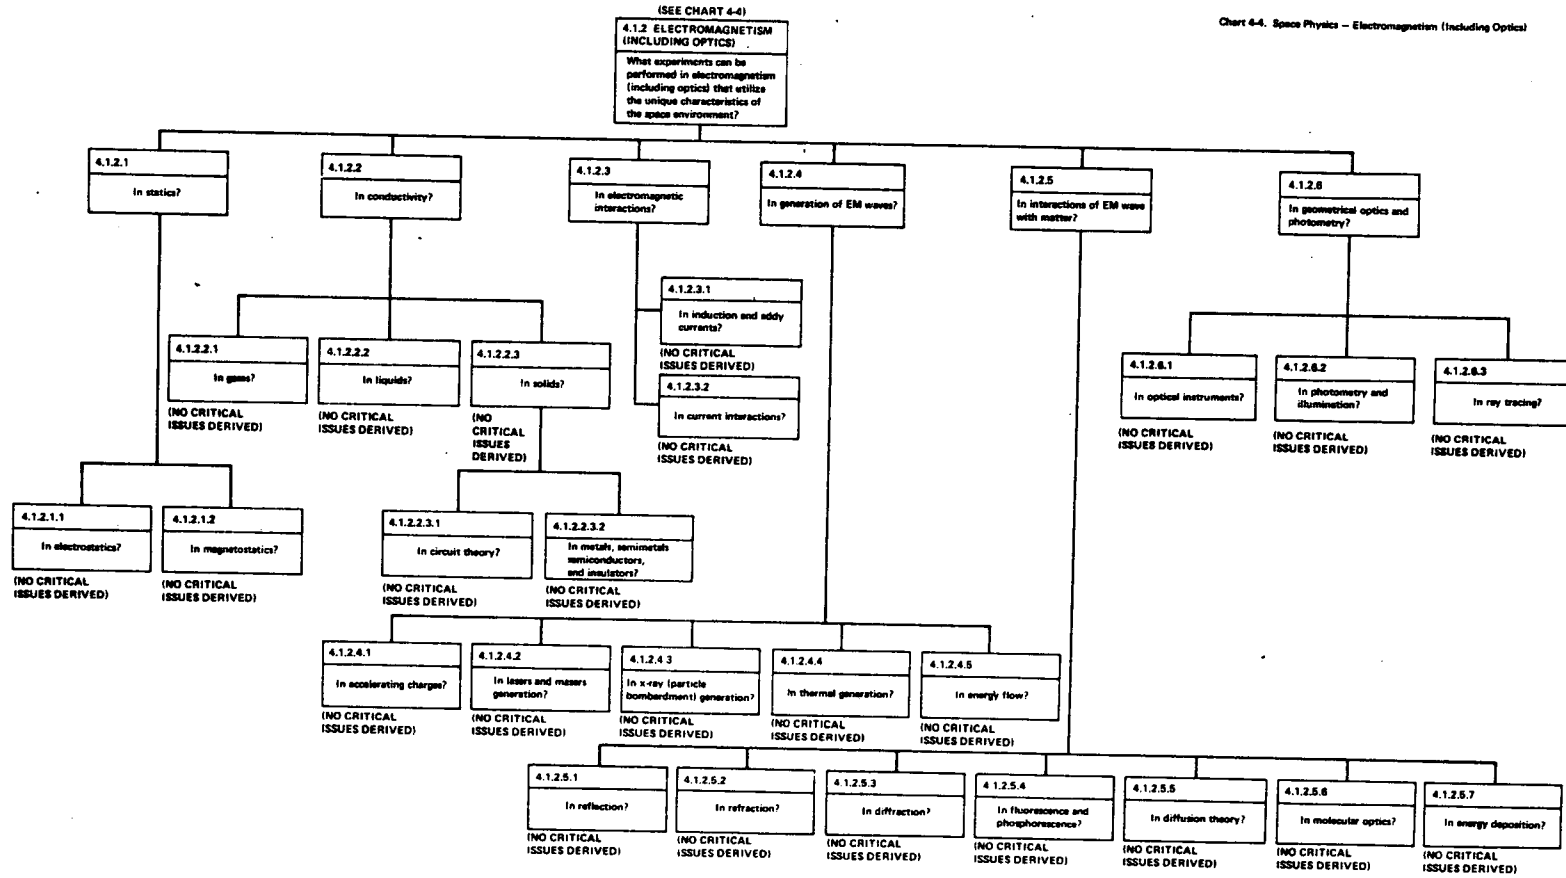 (SEE CHART 4-4)
Chart 4-4. Space Physics — Electromagnetism (Including Optics)
4.1.2 ELECTROMAGNETISM
(INCLUDING OPTICS)
What experiments can be
performed in electromagnetism
(including optics) that utilize
the unique characteristics of
the space environment?
4.1.2.1
In statics?
4.1.2.2
In conductivity?
4.1.2.3
In electromagnetic
interactions?
4.1.2.4
In generation of EM waves?
4.1.2.5
In interactions of EM wave
with matter?
4.1.2.6
In geometrical optics and
photometry?
4.1.2.3.1
In induction and eddy
currents?
(NO CRITICAL
ISSUES DERIVED)
4.1.2.3.2
In current interactions?
(NO CRITICAL
ISSUES DERIVED)
4.1.2.2.1
In gases?
(NO CRITICAL
ISSUES DERIVED)
4.1.2.2.2
In liquids?
(NO CRITICAL
ISSUES DERIVED)
4.1.2.2.3
In solids?
(NO
CRITICAL
ISSUES
DERIVED)
4.1.2.6.1
In optical instruments?
(NO CRITICAL
ISSUES DERIVED)
4.1.2.6.2
In photometry and
illumination?
(NO CRITICAL
ISSUES DERIVED)
4.1.2.6.3
In ray tracing?
(NO CRITICAL
ISSUES DERIVED)
4.1.2.1.1
In electrostatics?
(NO CRITICAL
ISSUES DERIVED)
4.1.2.1.2
In magnetostatics?
(NO CRITICAL
ISSUES DERIVED)
4.1.2.2.3.1
In circuit theory?
(NO CRITICAL
ISSUES DERIVED)
4.1.2.2.3.2
In metals, semimetals
semiconductors,
and insulators?
(NO CRITICAL
ISSUES DERIVED)
4.1.2.4.1
In accelerating charges?
(NO CRITICAL
ISSUES DERIVED)
4.1.2.4.2
In lasers and masers
generation?
(NO CRITICAL
ISSUES DERIVED)
4.1.2.4 3
In x-ray (particle
bombardment) generation?
(NO CRITICAL
ISSUES DERIVED)
4.1.2.4.4
In thermal generation?
(NO CRITICAL
ISSUES DERIVED)
4.1.2.4.5
In energy flow?
(NO CRITICAL
ISSUES DERIVED)
4.1.2.5.1
In reflection?
(NO CRITICAL
ISSUES DERIVED)
4.1.2.5.2
In refraction?
(NO CRITICAL
ISSUES DERIVED)
4.1.2.5.3
In diffraction?
(NO CRITICAL
ISSUES DERIVED)
4 1.2.5.4
In fluorescence and
phosphorescence?
(NO CRITICAL
ISSUES DERIVED)
4.1.2.5.5
In diffusion theory?
(NO CRITICAL
ISSUES DERIVED)
4.1.2.5.6
In molecular optics?
(NO CRITICAL
ISSUES DERIVED)
4.1.2.5.7
In energy deposition?
(NO CRITICAL
ISSUES DERIVED)